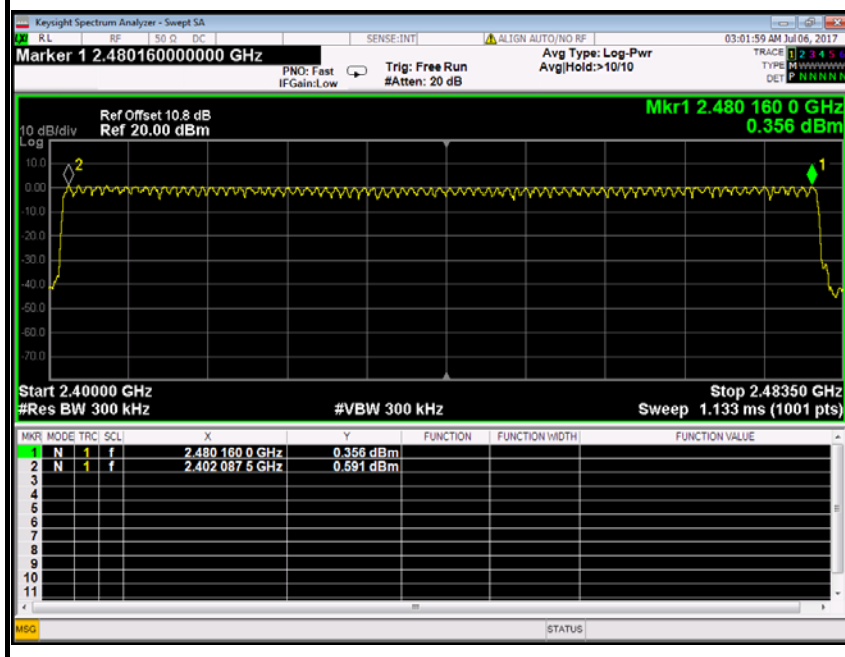 Keysight Spectrum Analyzer - Swept SA
RL RF 50 Ω DC SENSE:INT ALIGN AUTO/NO RF 03:01:59 AM Jul 06, 2017
Marker 1 2.480160000000 GHz
PNO: Fast
IFGain:Low
Trig: Free Run
#Atten: 20 dB
Avg Type: Log-Pwr
Avg|Hold:>10/10
TRACE 1 2 3 4 5 6
TYPE M W W W W W
DET P N N N N N
Mkr1 2.480 160 0 GHz
0.356 dBm
Ref Offset 10.8 dB
10 dB/div Ref 20.00 dBm
Log
10.0
0.00
-10.0
-20.0
-30.0
-40.0
-50.0
-60.0
-70.0
2
1
Start 2.40000 GHz Stop 2.48350 GHz
#Res BW 300 kHz #VBW 300 kHz Sweep 1.133 ms (1001 pts)
MKR MODE TRC SCL X Y FUNCTION FUNCTION WIDTH FUNCTION VALUE
1 N 1 f 2.480 160 0 GHz 0.356 dBm
2 N 1 f 2.402 087 5 GHz 0.591 dBm
3
4
5
6
7
8
9
10
11
MSG STATUS